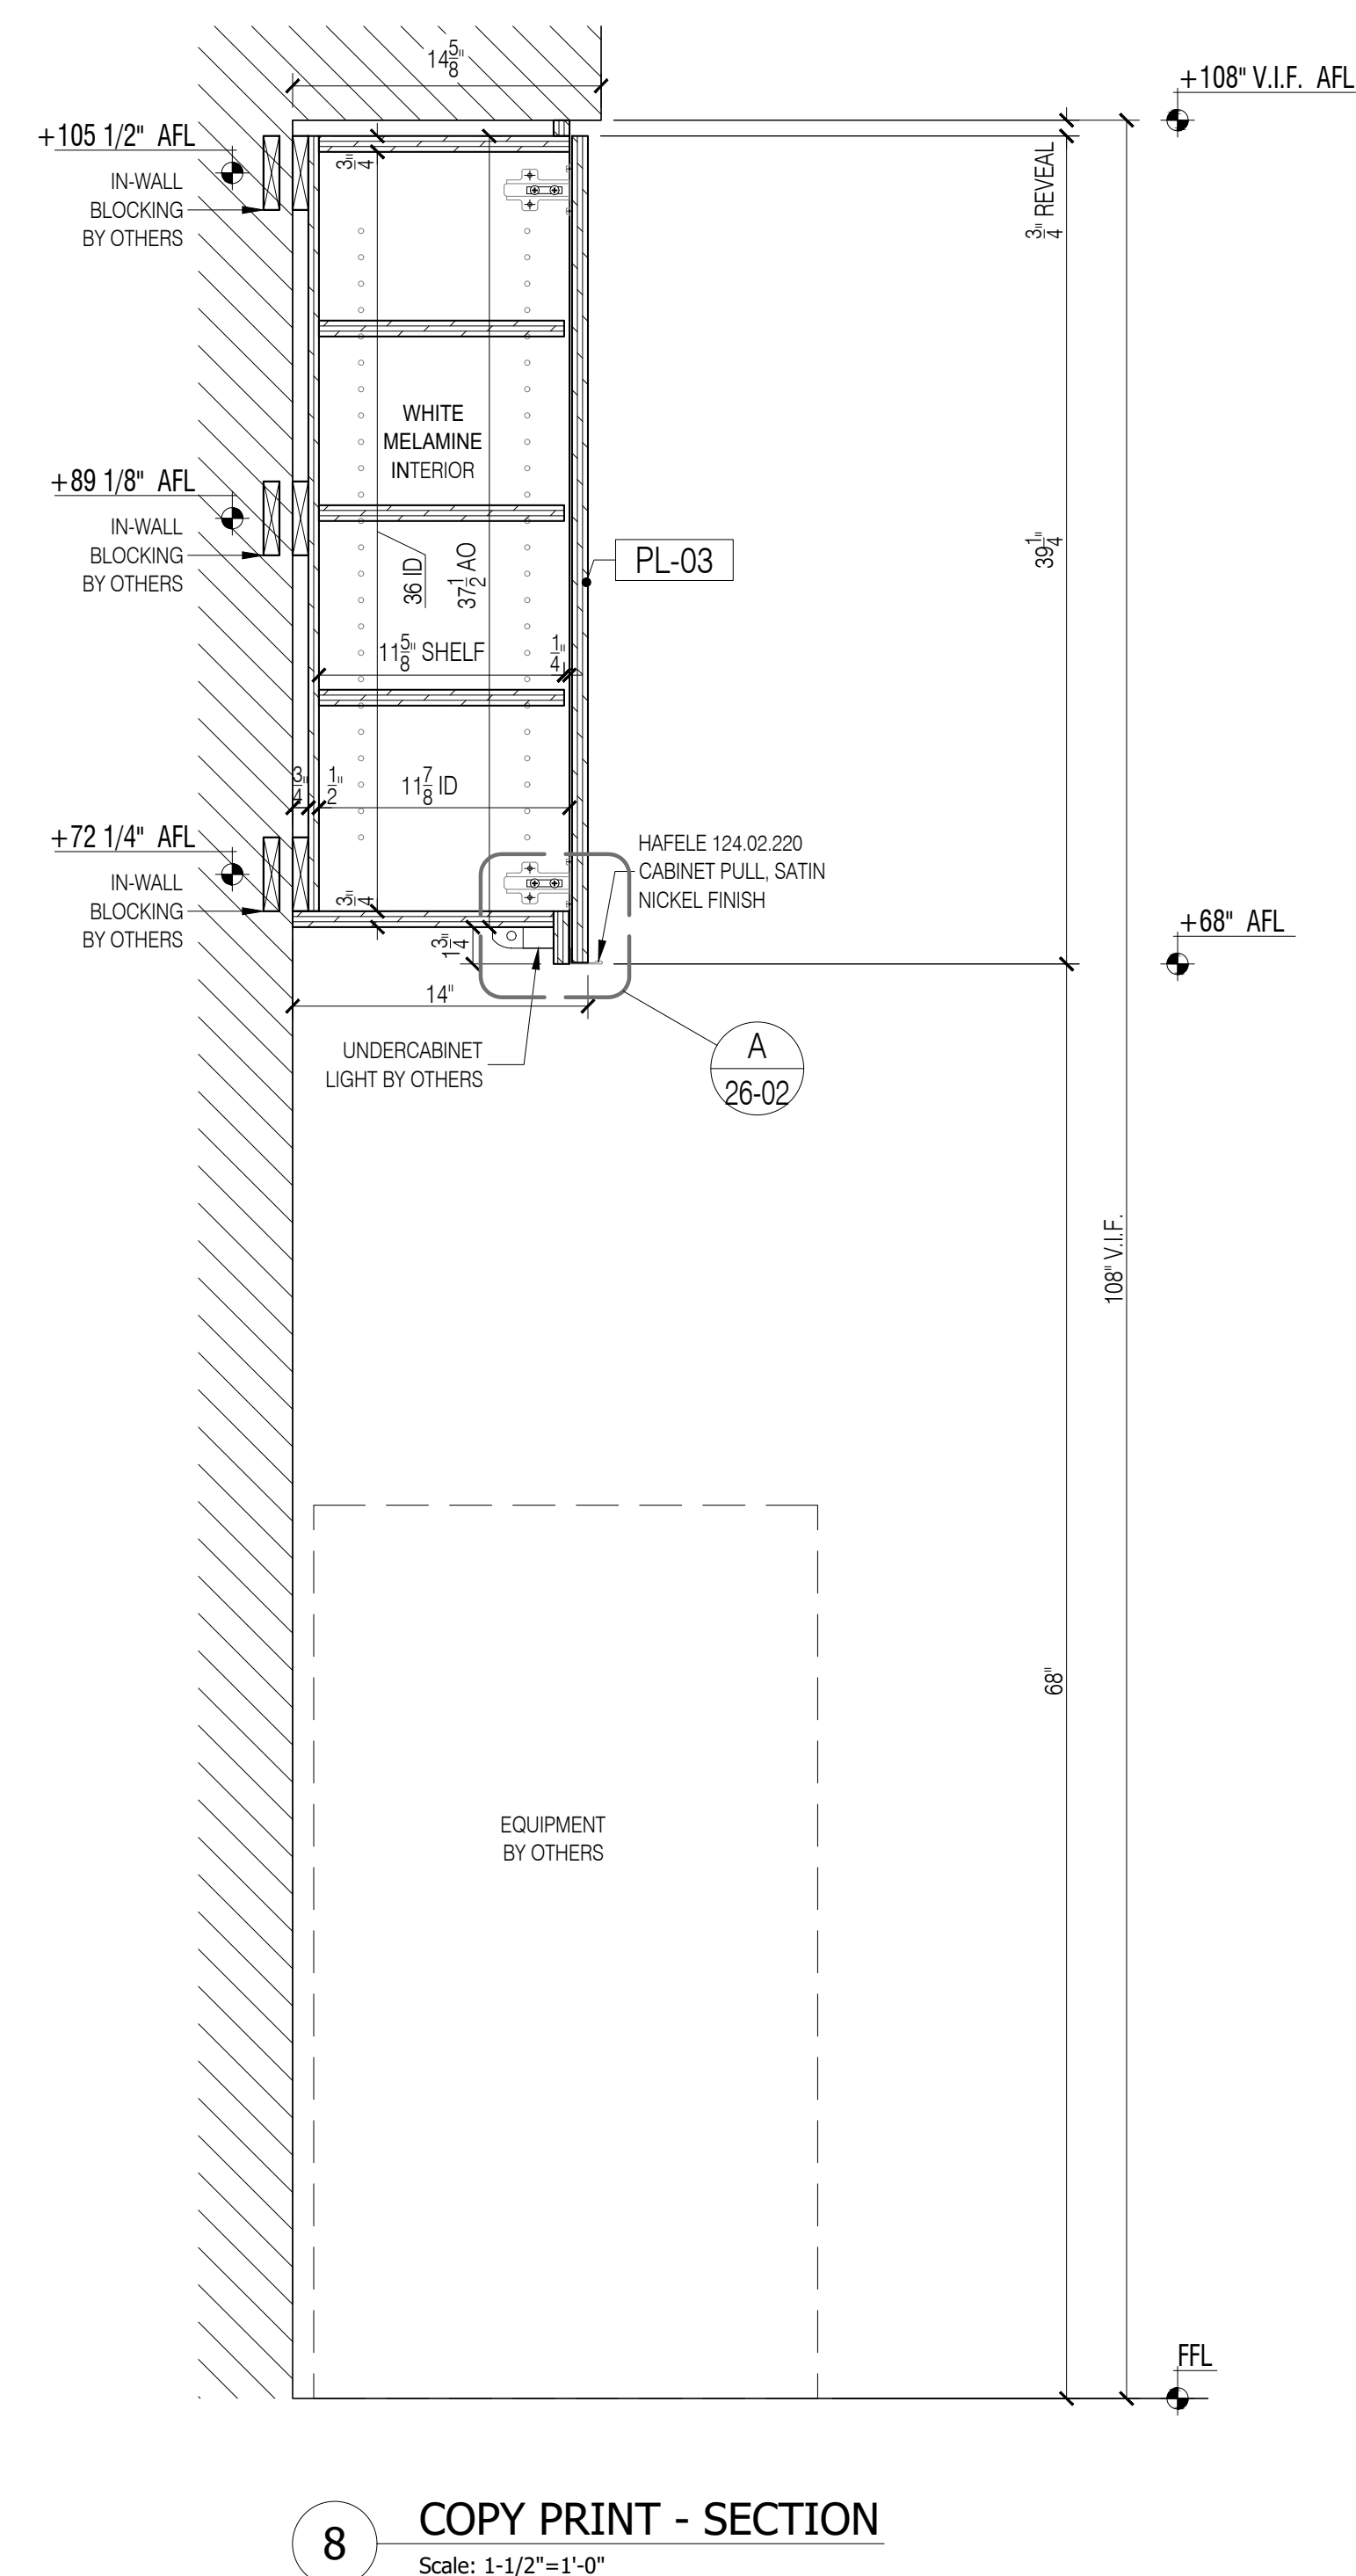 14 5/8"
+108" V.I.F. AFL
+105 1/2" AFL
IN-WALL
BLOCKING
BY OTHERS
3/4"
3/4" REVEAL
WHITE
MELAMINE
INTERIOR
+89 1/8" AFL
IN-WALL
BLOCKING
BY OTHERS
36 ID
37 1/2 AO
PL-03
39 1/4"
11 5/8" SHELF
1/4"
3/4"
1/2"
11 7/8 ID
+72 1/4" AFL
IN-WALL
BLOCKING
BY OTHERS
3/4"
HAFELE 124.02.220
CABINET PULL, SATIN
NICKEL FINISH
1 3/4"
+68" AFL
14"
UNDERCABINET
LIGHT BY OTHERS
A
26-02
108" V.I.F.
68"
EQUIPMENT
BY OTHERS
FFL
8
COPY PRINT - SECTION
Scale: 1-1/2"=1'-0"